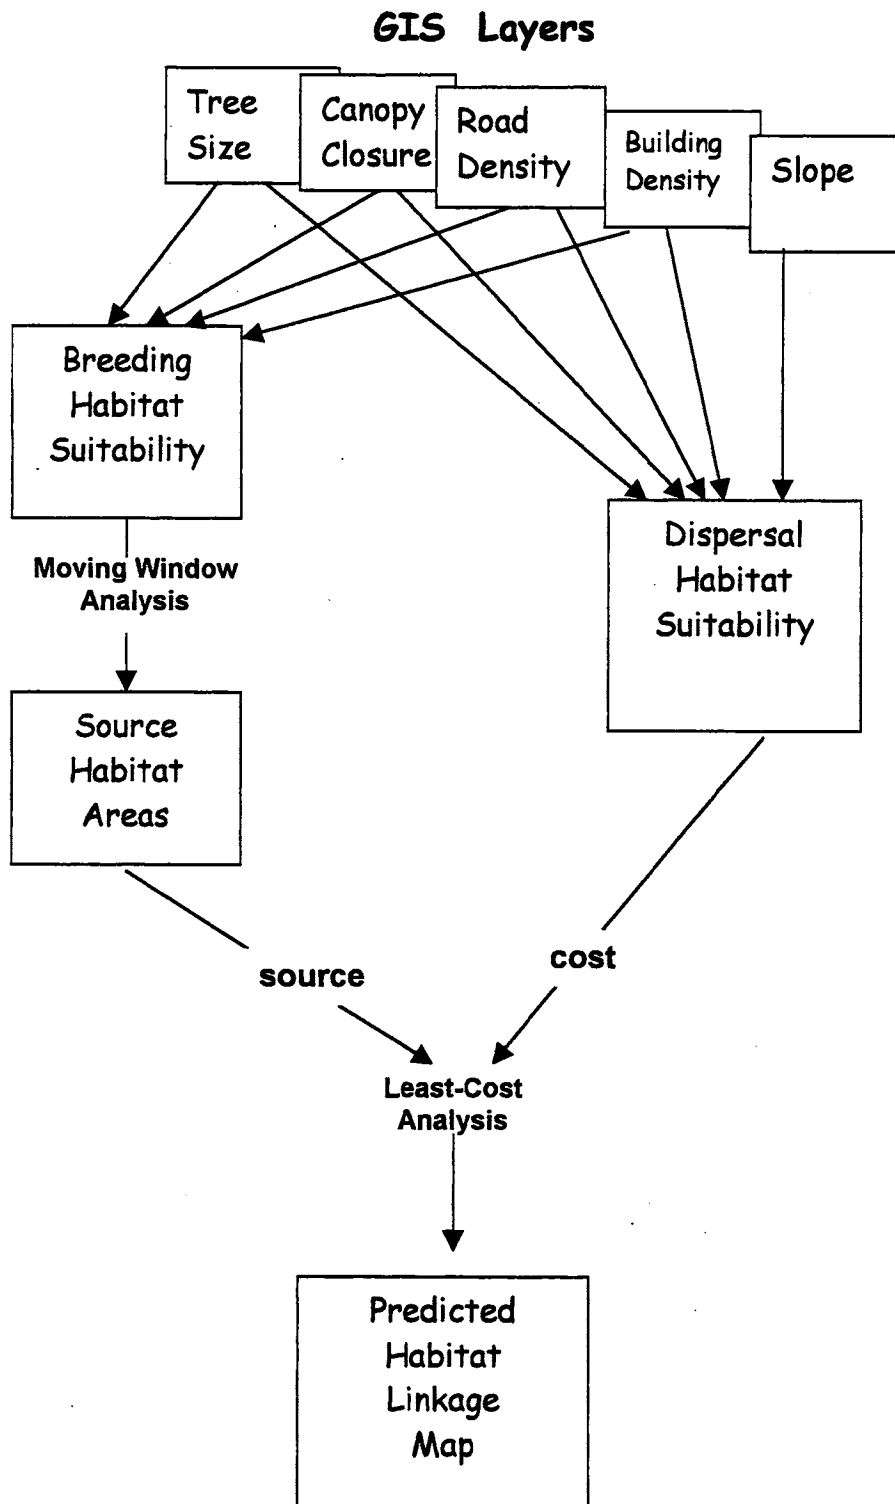 GIS Layers
Tree
Size
Canopy
Closure
Road
Density
Building
Density
Slope
Breeding
Habitat
Suitability
Moving Window
Analysis
Dispersal
Habitat
Suitability
Source
Habitat
Areas
source
cost
Least-Cost
Analysis
Predicted
Habitat
Linkage
Map